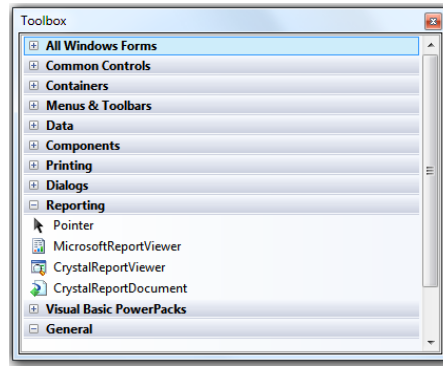 Toolbox
All Windows Forms
Common Controls
Containers
Menus & Toolbars
Data
Components
Printing
Dialogs
Reporting
Pointer
MicrosoftReportViewer
CrystalReportViewer
CrystalReportDocument
Visual Basic PowerPacks
General